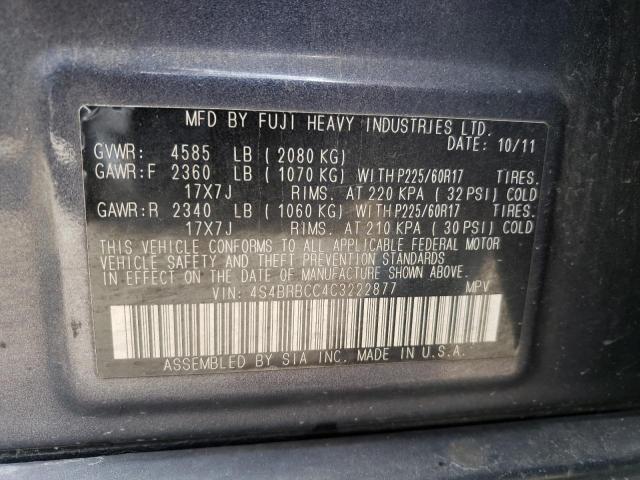 MFD BY FUJI HEAVY INDUSTRIES LTD.
DATE: 10/11
GVWR: 4585 LB (2080 KG)
GAWR:F 2360 LB (1070 KG) WITH P225/60R17 TIRES.
17X7J RIMS. AT 220 KPA (32 PSI) COLD
GAWR:R 2340 LB (1060 KG) WITH P225/60R17 TIRES.
17X7J RIMS. AT 210 KPA (30 PSI) COLD
THIS VEHICLE CONFORMS TO ALL APPLICABLE FEDERAL MOTOR
VEHICLE SAFETY AND THEFT PREVENTION STANDARDS
IN EFFECT ON THE DATE OF MANUFACTURE SHOWN ABOVE.
VIN: 4S4BRBCC4C3222877 MPV
ASSEMBLED BY SIA INC. MADE IN U.S.A.